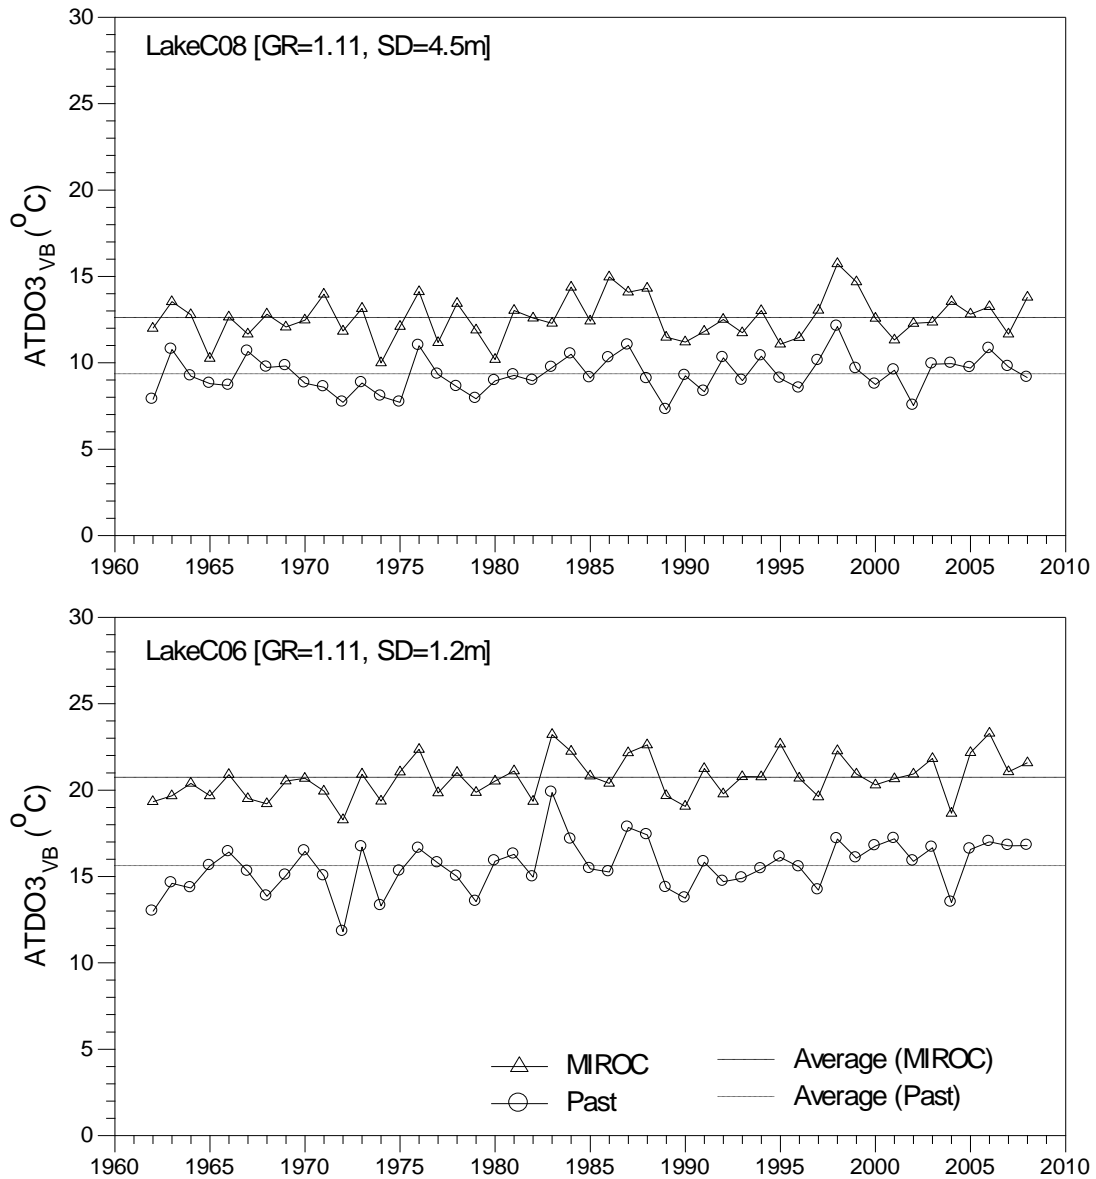 30
LakeC08 [GR=1.11, SD=4.5m]
25
20
15
10
5
0
ATDO3VB (oC)
1960 1965 1970 1975 1980 1985 1990 1995 2000 2005 2010
30
LakeC06 [GR=1.11, SD=1.2m]
25
20
15
10
5
0
ATDO3VB (oC)
MIROC Average (MIROC)
Past Average (Past)
1960 1965 1970 1975 1980 1985 1990 1995 2000 2005 2010